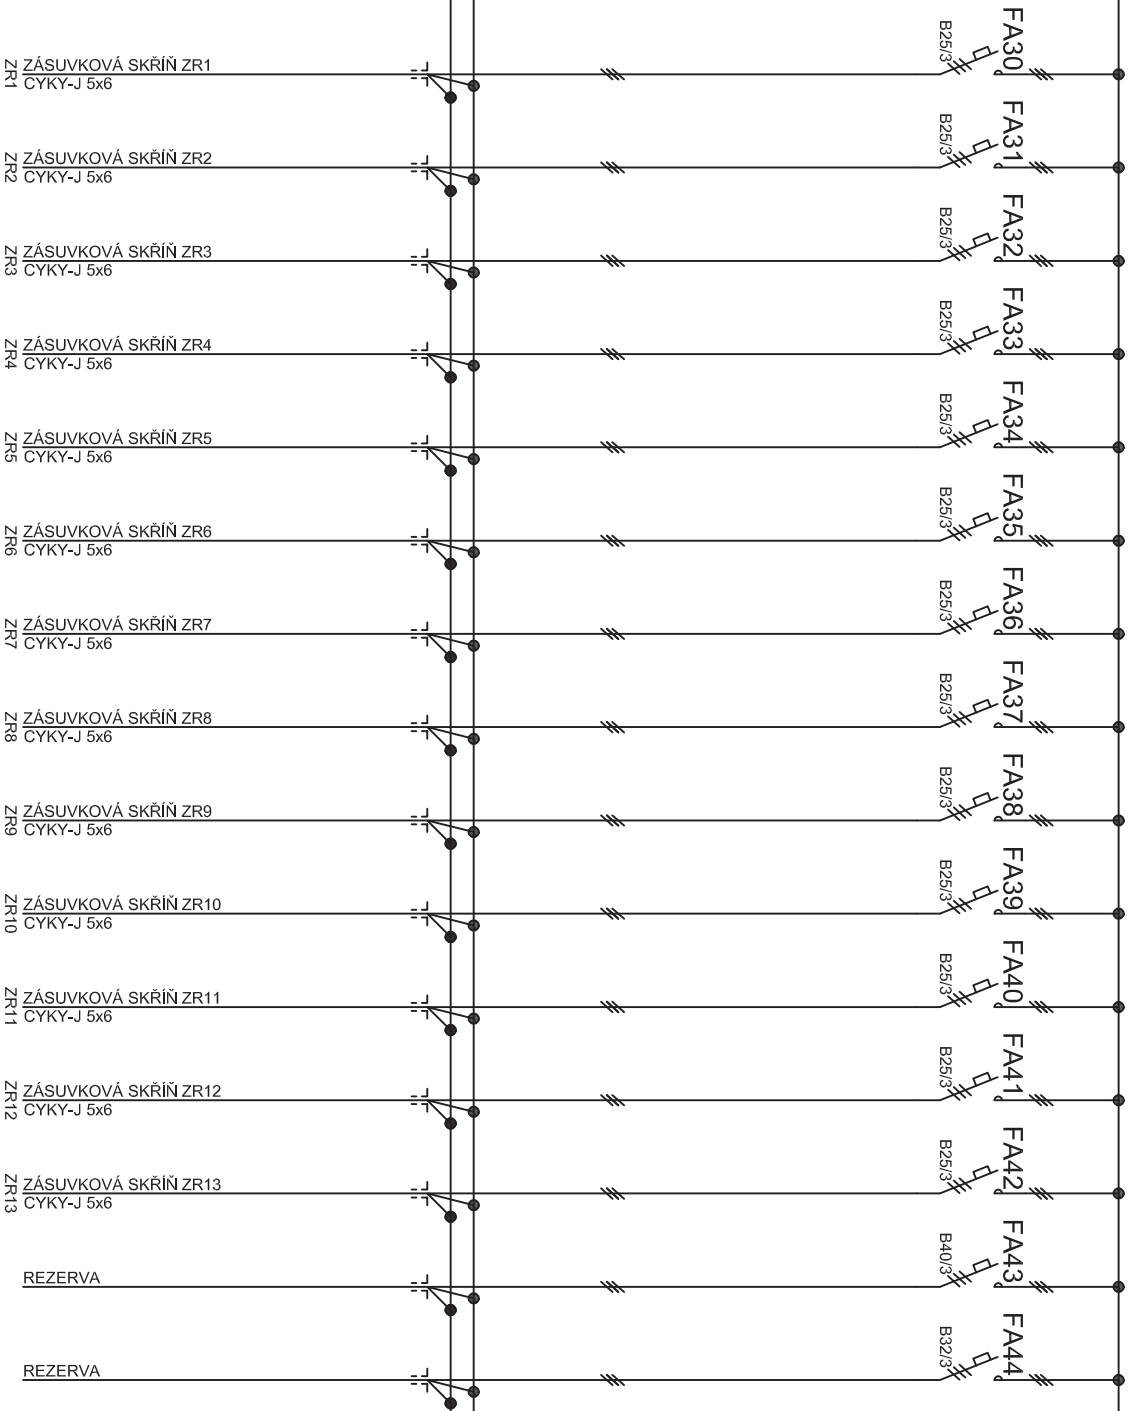 ZR1
ZÁSUVKOVÁ SKŘÍŇ ZR1
CYKY-J 5x6
B25/3
FA30
ZR2
ZÁSUVKOVÁ SKŘÍŇ ZR2
CYKY-J 5x6
B25/3
FA31
ZR3
ZÁSUVKOVÁ SKŘÍŇ ZR3
CYKY-J 5x6
B25/3
FA32
ZR4
ZÁSUVKOVÁ SKŘÍŇ ZR4
CYKY-J 5x6
B25/3
FA33
ZR5
ZÁSUVKOVÁ SKŘÍŇ ZR5
CYKY-J 5x6
B25/3
FA34
ZR6
ZÁSUVKOVÁ SKŘÍŇ ZR6
CYKY-J 5x6
B25/3
FA35
ZR7
ZÁSUVKOVÁ SKŘÍŇ ZR7
CYKY-J 5x6
B25/3
FA36
ZR8
ZÁSUVKOVÁ SKŘÍŇ ZR8
CYKY-J 5x6
B25/3
FA37
ZR9
ZÁSUVKOVÁ SKŘÍŇ ZR9
CYKY-J 5x6
B25/3
FA38
ZR10
ZÁSUVKOVÁ SKŘÍŇ ZR10
CYKY-J 5x6
B25/3
FA39
ZR11
ZÁSUVKOVÁ SKŘÍŇ ZR11
CYKY-J 5x6
B25/3
FA40
ZR12
ZÁSUVKOVÁ SKŘÍŇ ZR12
CYKY-J 5x6
B25/3
FA41
ZR13
ZÁSUVKOVÁ SKŘÍŇ ZR13
CYKY-J 5x6
B25/3
FA42
REZERVA
B40/3
FA43
REZERVA
B32/3
FA44